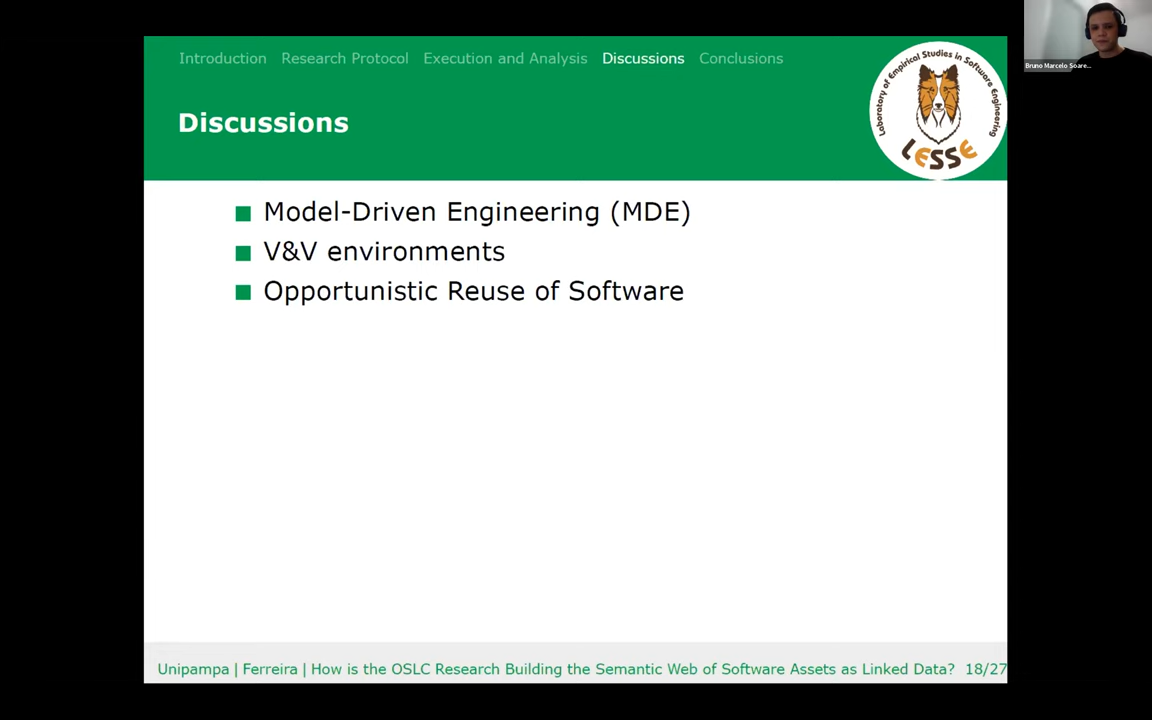 Introduction Research Protocol Execution and Analysis Discussions Conclusions
Discussions
Laboratory of Empirical Studies in Software Engineering
LESSE
Bruno Marcelo Soare...
Model-Driven Engineering (MDE)
V&V environments
Opportunistic Reuse of Software
Unipampa | Ferreira | How is the OSLC Research Building the Semantic Web of Software Assets as Linked Data? 18/27